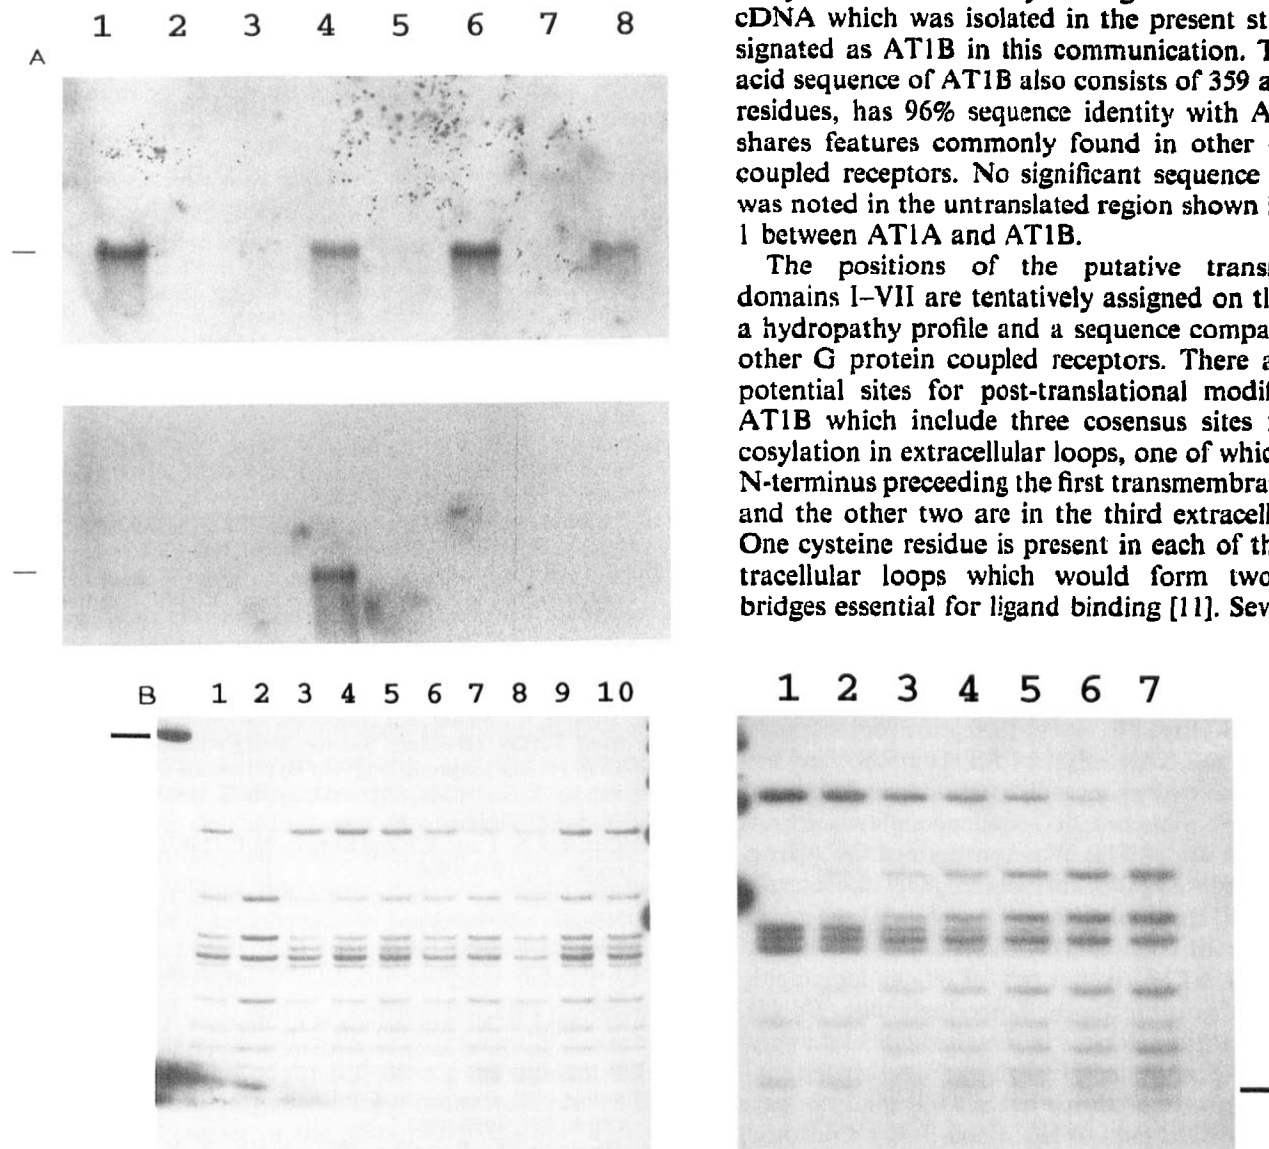 1 2 3 4 5 6 7 8
A
B 1 2 3 4 5 6 7 8 9 10
1 2 3 4 5 6 7
cDNA which was isolated in the present st
signated as AT1B in this communication. T
acid sequence of AT1B also consists of 359 a
residues, has 96% sequence identity with A
shares features commonly found in other
coupled receptors. No significant sequence
was noted in the untranslated region shown
1 between AT1A and AT1B.
The positions of the putative trans
domains I–VII are tentatively assigned on t
a hydropathy profile and a sequence compa
other G protein coupled receptors. There a
potential sites for post-translational modif
AT1B which include three cosensus sites
cosylation in extracellular loops, one of whic
N-terminus preceeding the first transmembra
and the other two are in the third extracell
One cysteine residue is present in each of th
tracellular loops which would form two
bridges essential for ligand binding [11]. Sev